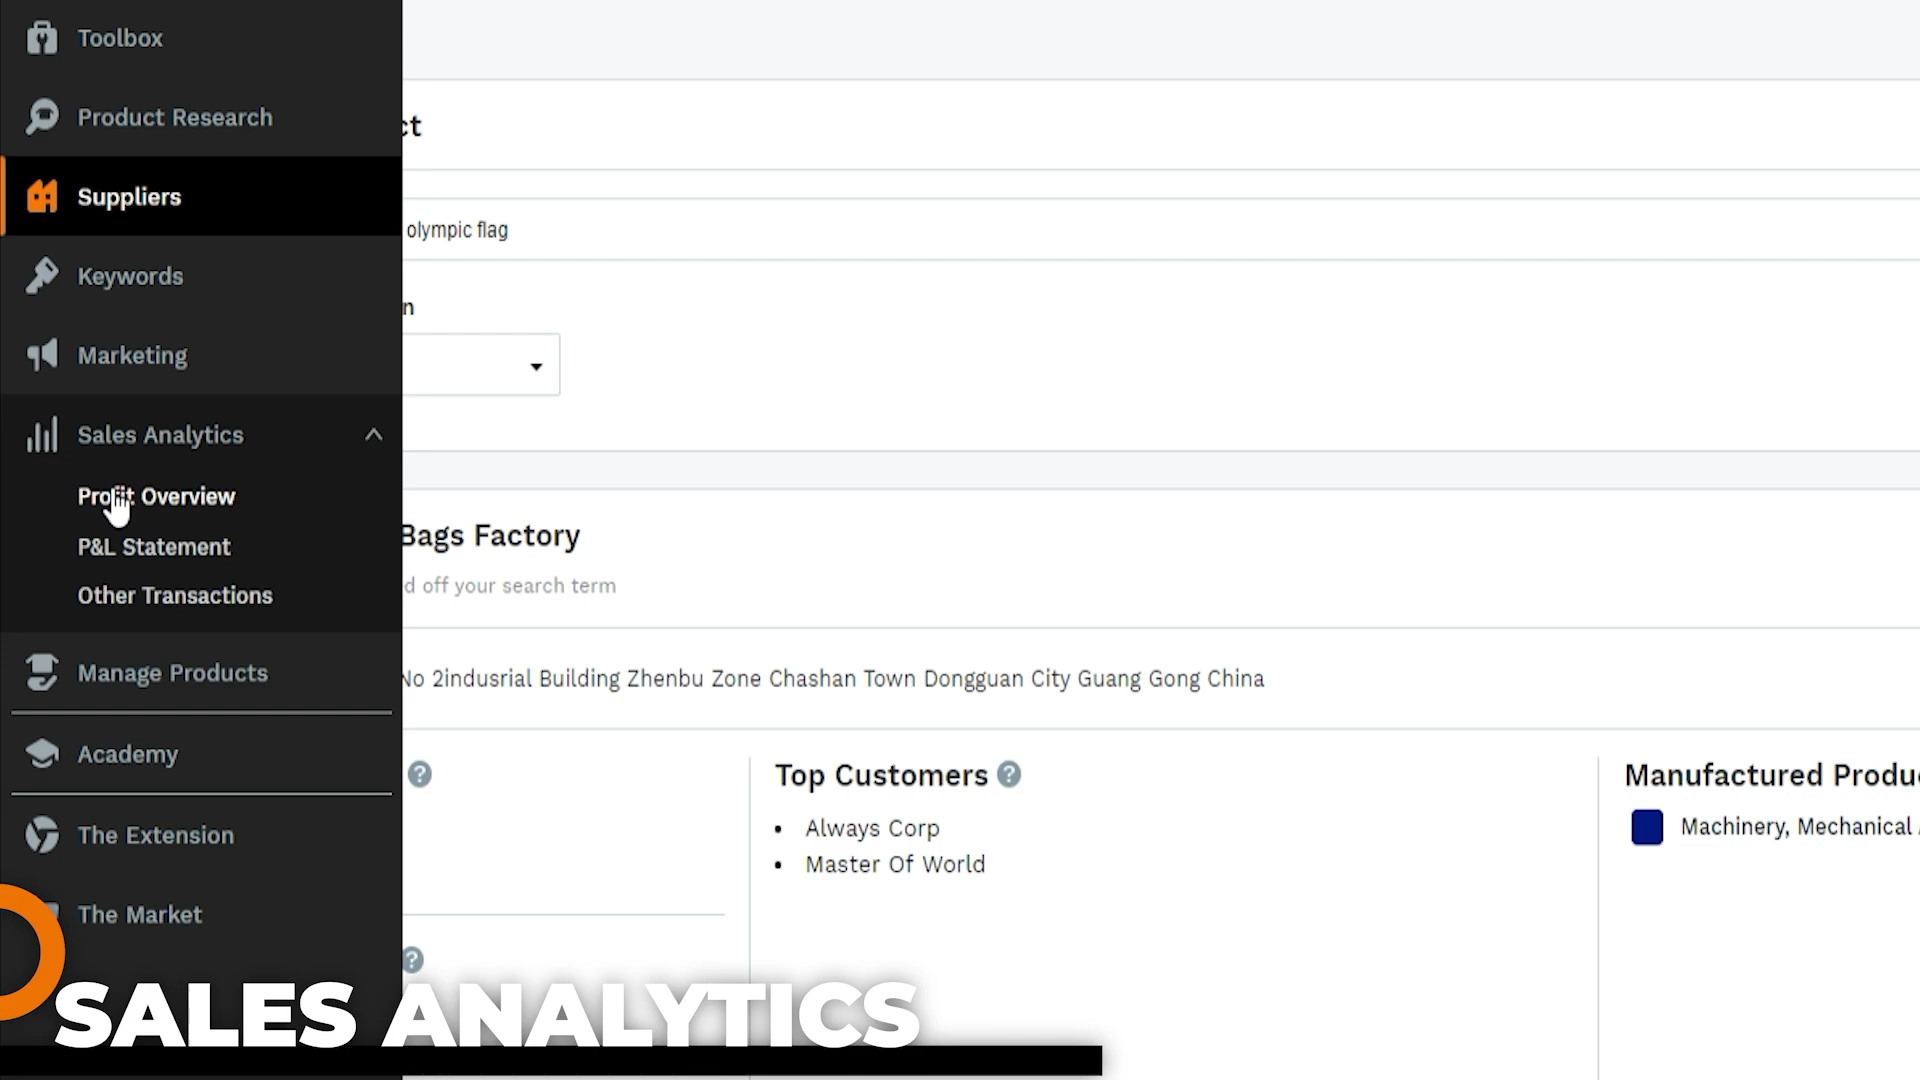 Toolbox
Product Research
Suppliers
Keywords
Marketing
Sales Analytics
Profit Overview
P&L Statement
Other Transactions
Manage Products
Academy
The Extension
The Market
ct
olympic flag
n
Bags Factory
d off your search term
No 2indusrial Building Zhenbu Zone Chashan Town Dongguan City Guang Gong China
?
Top Customers ?
• Always Corp
• Master Of World
Manufactured Produc
Machinery, Mechanical
?
SALES ANALYTICS